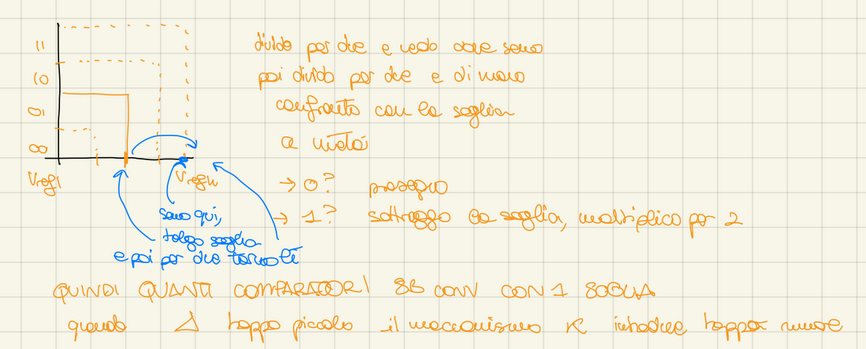 divido per due e vedo dove sono
poi divido per due e di nuovo
confronto con la soglia
a metà
11
10
01
00
Vrefl
Vrefh
→ 0? proseguo
→ 1? sottraggo la soglia, moltiplico per 2
sono qui,
tolgo soglia
e poi per due torno lì
QUINDI QUANTI COMPARATORI SE CONV CON 1 SOGLIA
quando Δ troppo piccolo il meccanismo introduce troppo rumore